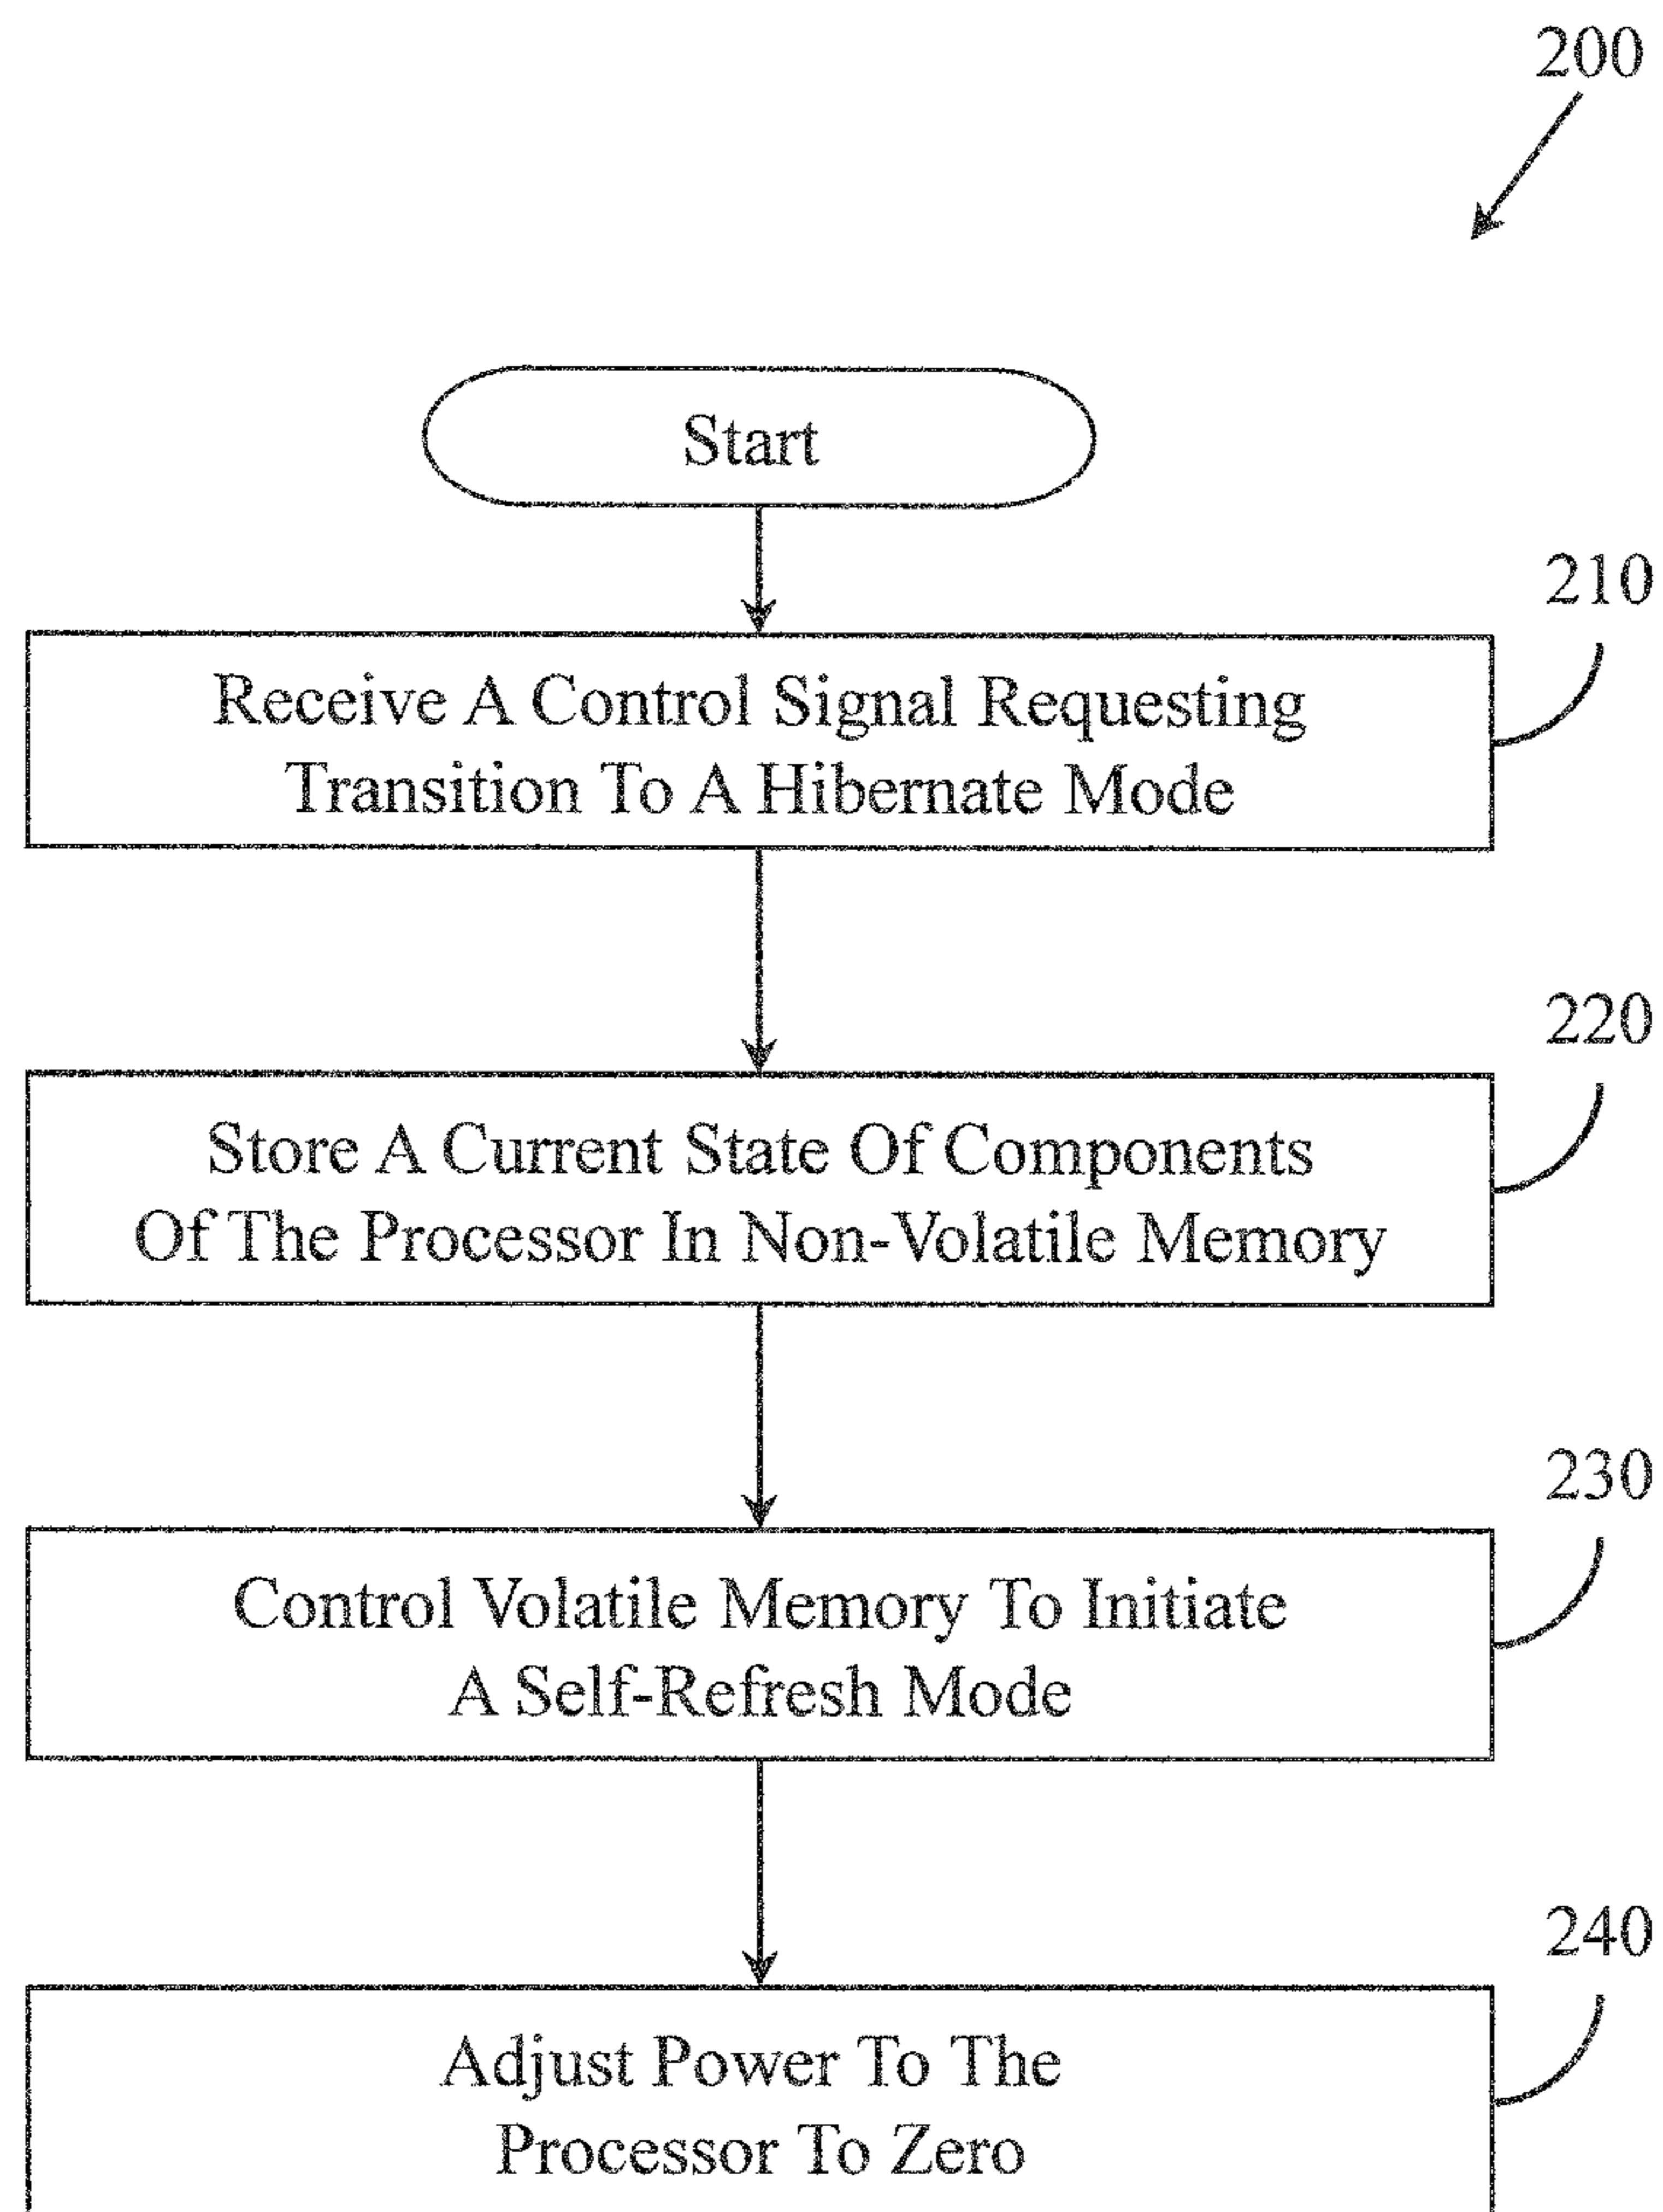 200
Start
210
Receive A Control Signal Requesting
Transition To A Hibernate Mode
220
Store A Current State Of Components
Of The Processor In Non-Volatile Memory
230
Control Volatile Memory To Initiate
A Self-Refresh Mode
240
Adjust Power To The
Processor To Zero